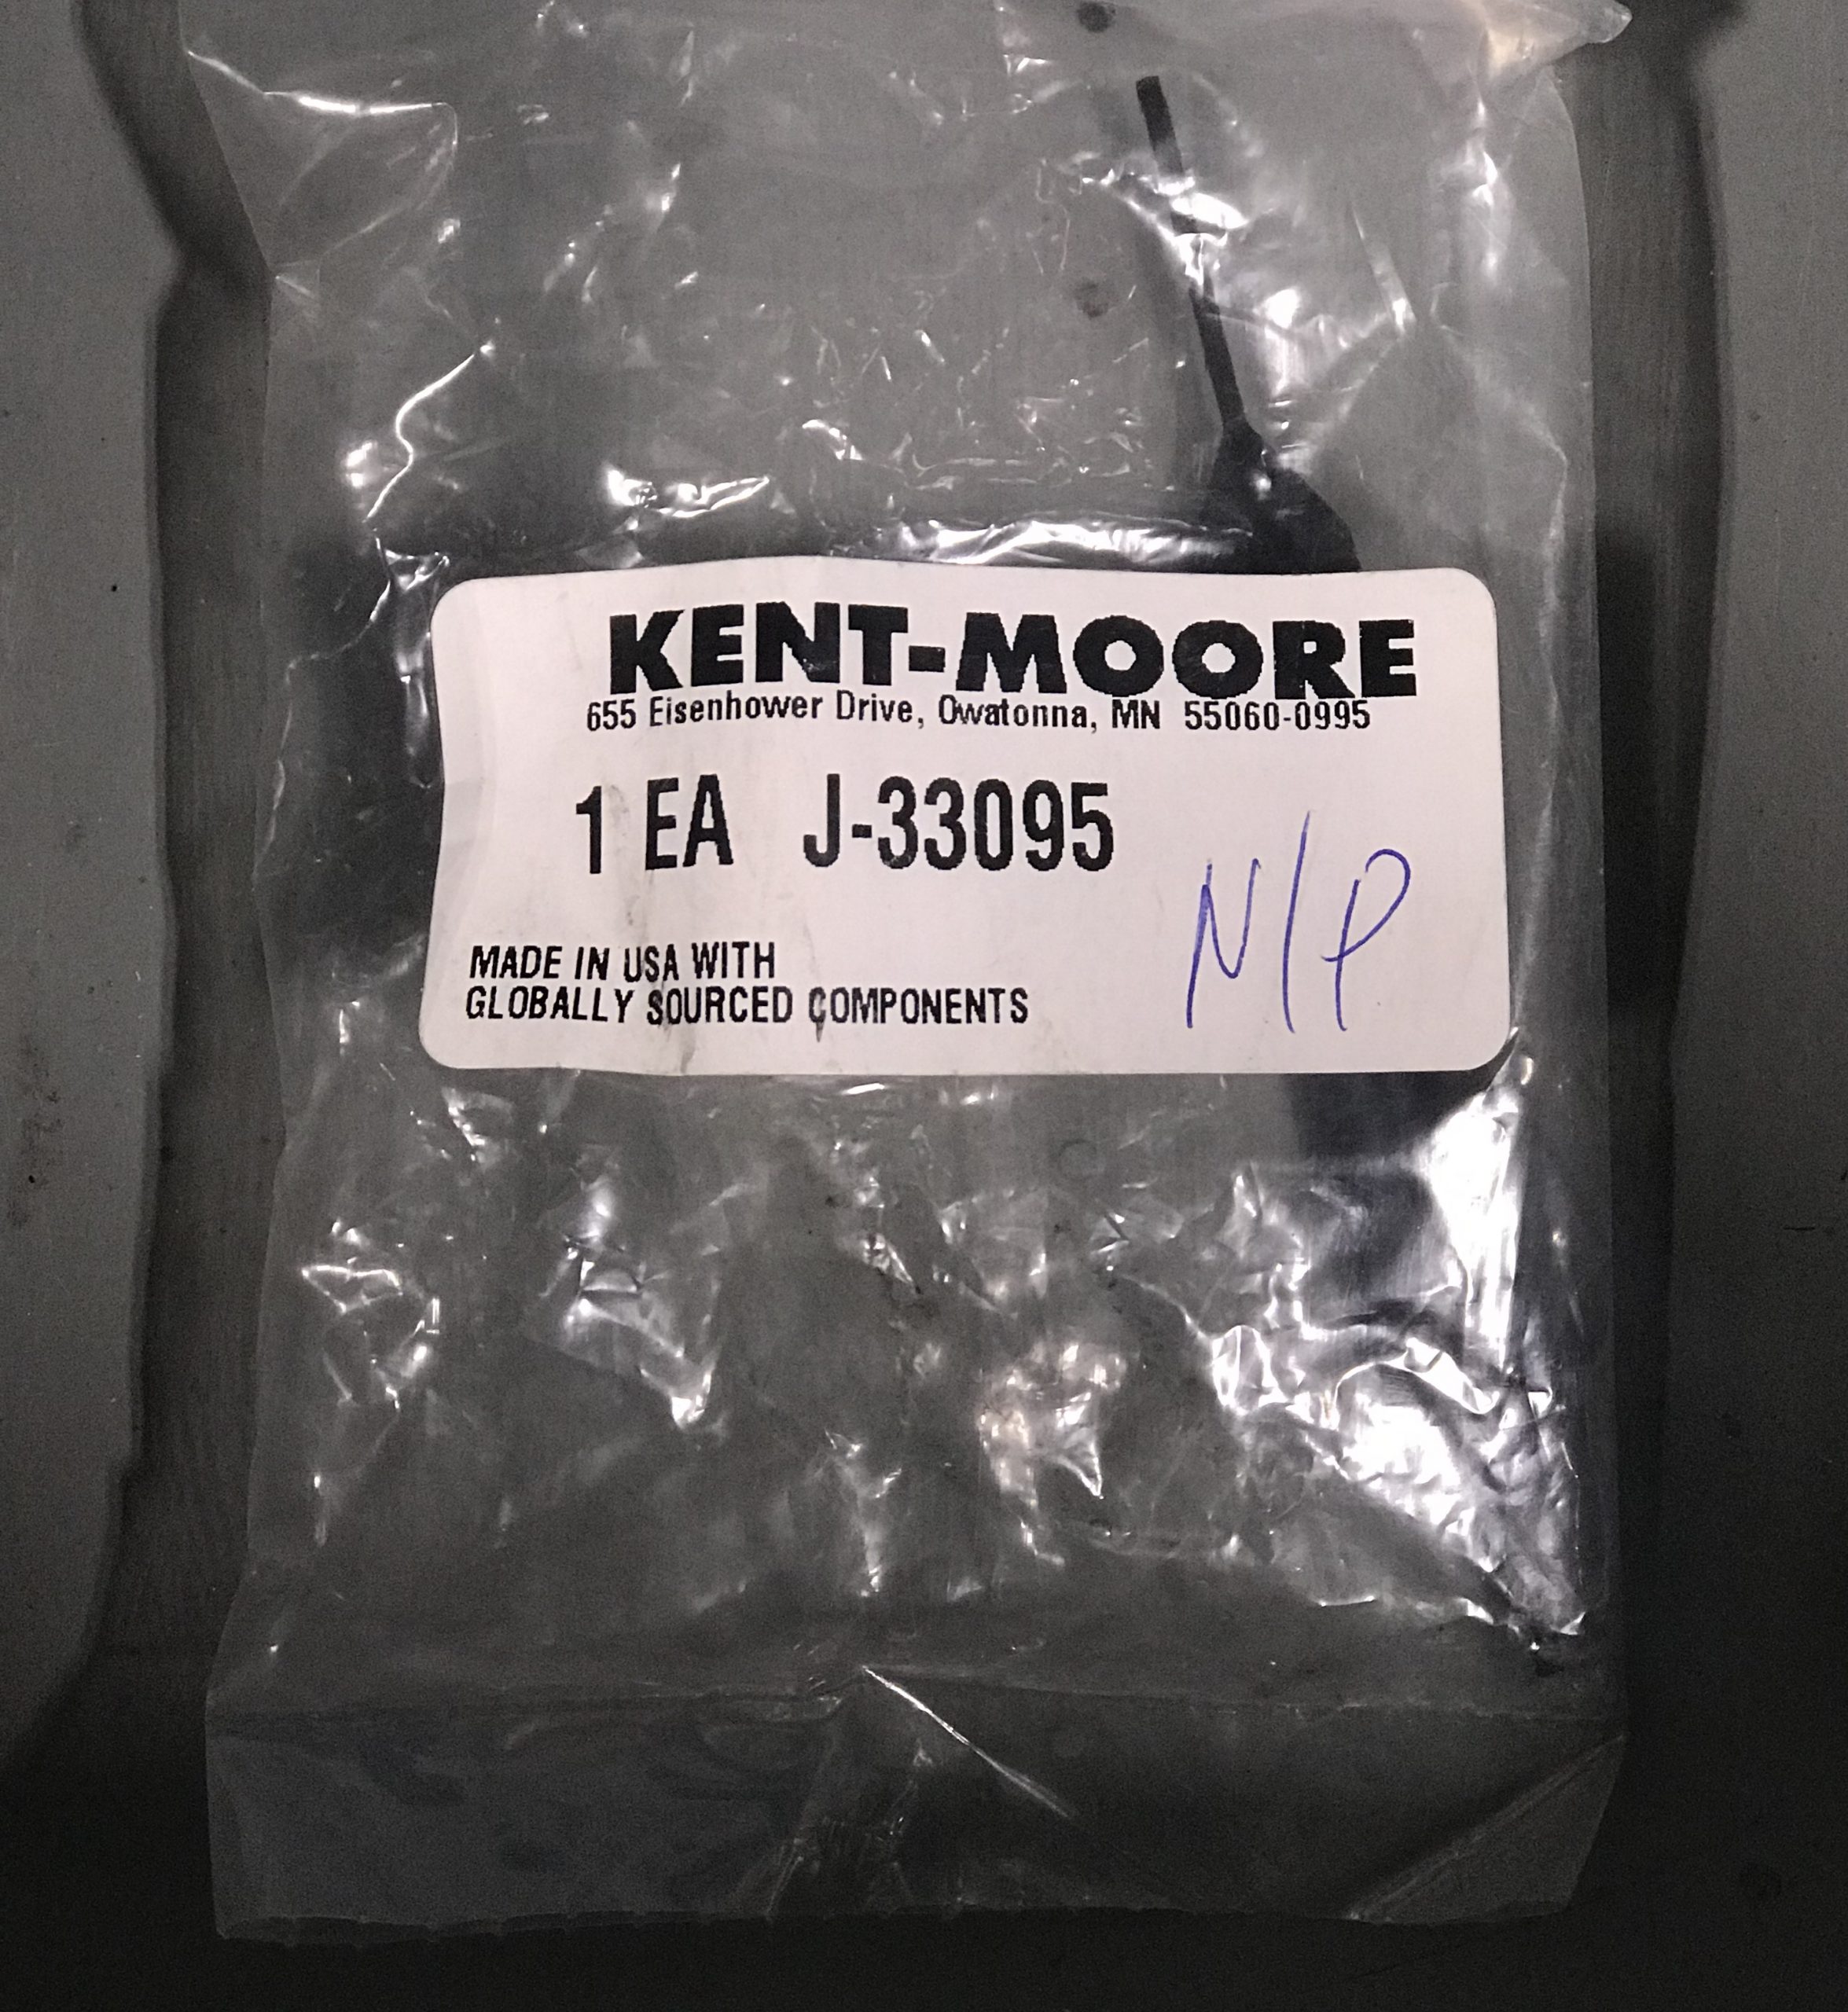 KENT-MOORE
655 Eisenhower Drive, Owatonna, MN 55060-0995
1 EA J-33095
N/P
MADE IN USA WITH
GLOBALLY SOURCED COMPONENTS